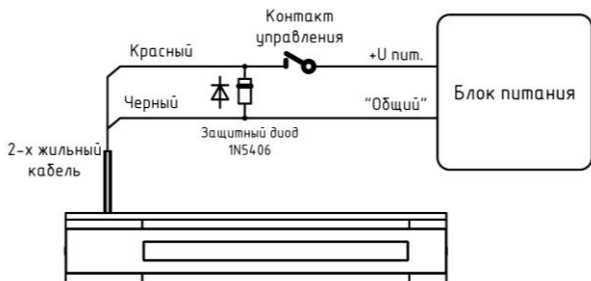 Контакт
управления
Красный
+U пит.
Блок питания
Черный
"Общий"
Защитный диод
1N5406
2-х жильный
кабель